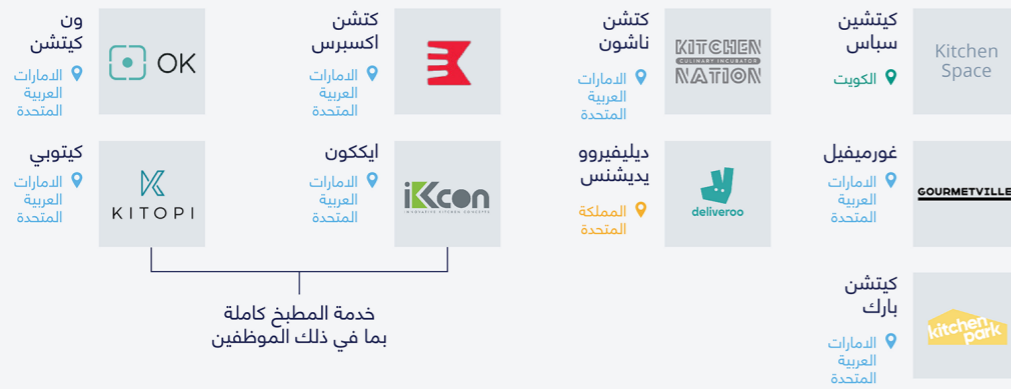 كيتشين
سباس
الكويت
Kitchen
Space
كتشن
ناشون
الامارات
العربية
المتحدة
KITCHEN
CULINARY INCUBATOR
NATION
كتشن
اكسبرس
الامارات
العربية
المتحدة
ون
كيتشن
الامارات
العربية
المتحدة
OK
غورميفيل
الامارات
العربية
المتحدة
GOURMETVILLE
ديليفيروو
يديشنس
المملكة
المتحدة
deliveroo
ايككون
الامارات
العربية
المتحدة
iKcon
INNOVATIVE KITCHEN CONCEPTS
كيتوبي
الامارات
العربية
المتحدة
KITOPI
كيتشن
بارك
الامارات
العربية
المتحدة
kitchen
park
خدمة المطبخ كاملة
بما في ذلك الموظفين